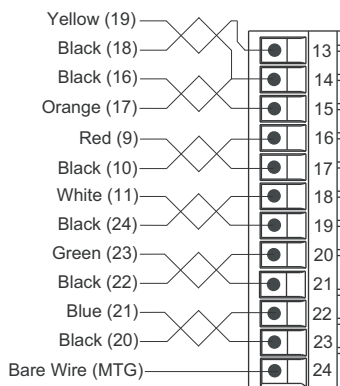 Yellow (19)
Black (18)
13
Black (16)
14
Orange (17)
15
Red (9)
16
Black (10)
17
White (11)
18
Black (24)
19
Green (23)
20
Black (22)
21
Blue (21)
22
Black (20)
23
Bare Wire (MTG)
24